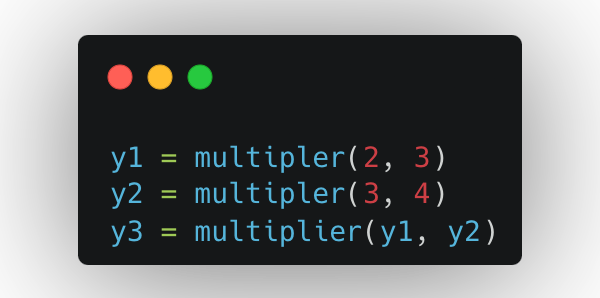 y1 = multipler(2, 3)
y2 = multipler(3, 4)
y3 = multiplier(y1, y2)